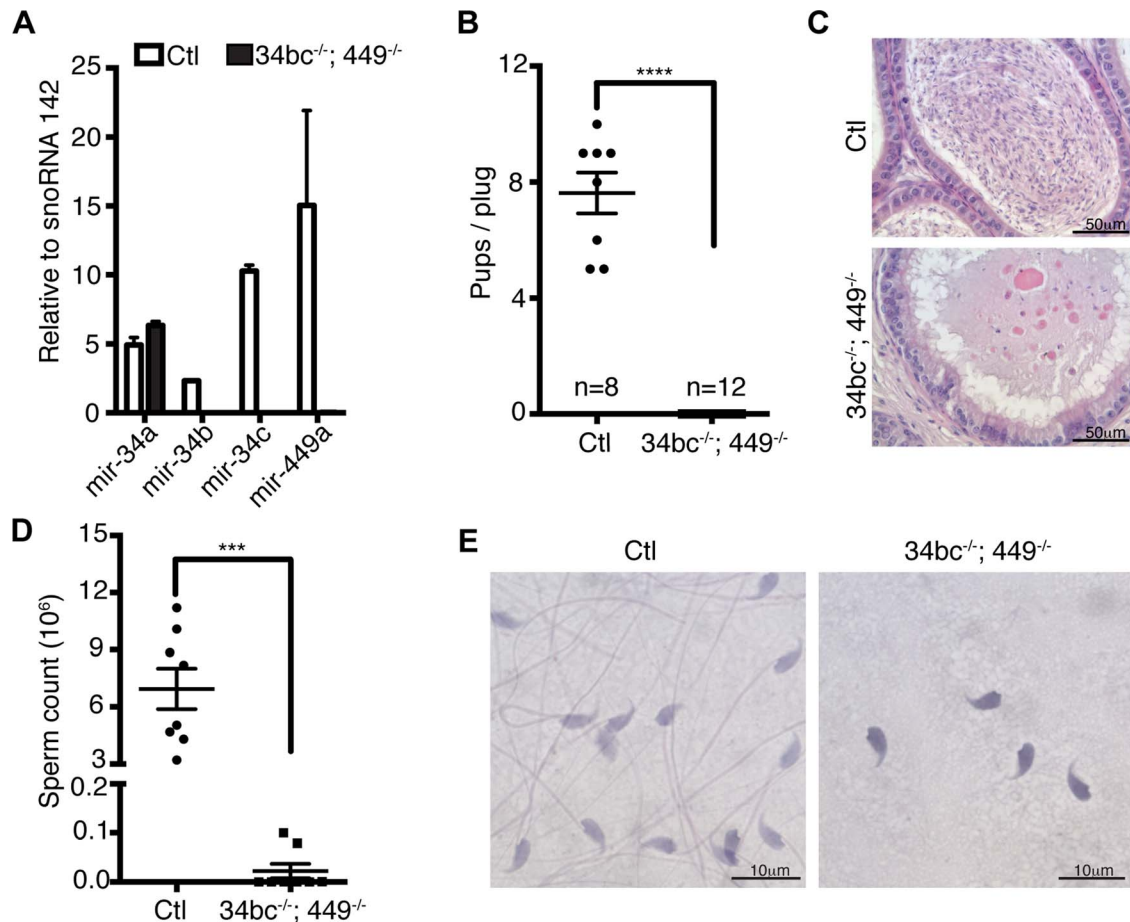 A
Ctl 34bc⁻/⁻; 449⁻/⁻
Relative to snoRNA 142
25
20
15
10
5
0
mir-34a
mir-34b
mir-34c
mir-449a
B
Pups / plug
12
8
4
0
****
n=8 n=12
Ctl 34bc⁻/⁻; 449⁻/⁻
C
Ctl
50um
34bc⁻/⁻; 449⁻/⁻
50um
D
Sperm count (10⁶)
15
12
9
6
3
0.2
0.1
0.0
***
Ctl 34bc⁻/⁻; 449⁻/⁻
E
Ctl 34bc⁻/⁻; 449⁻/⁻
10um 10um